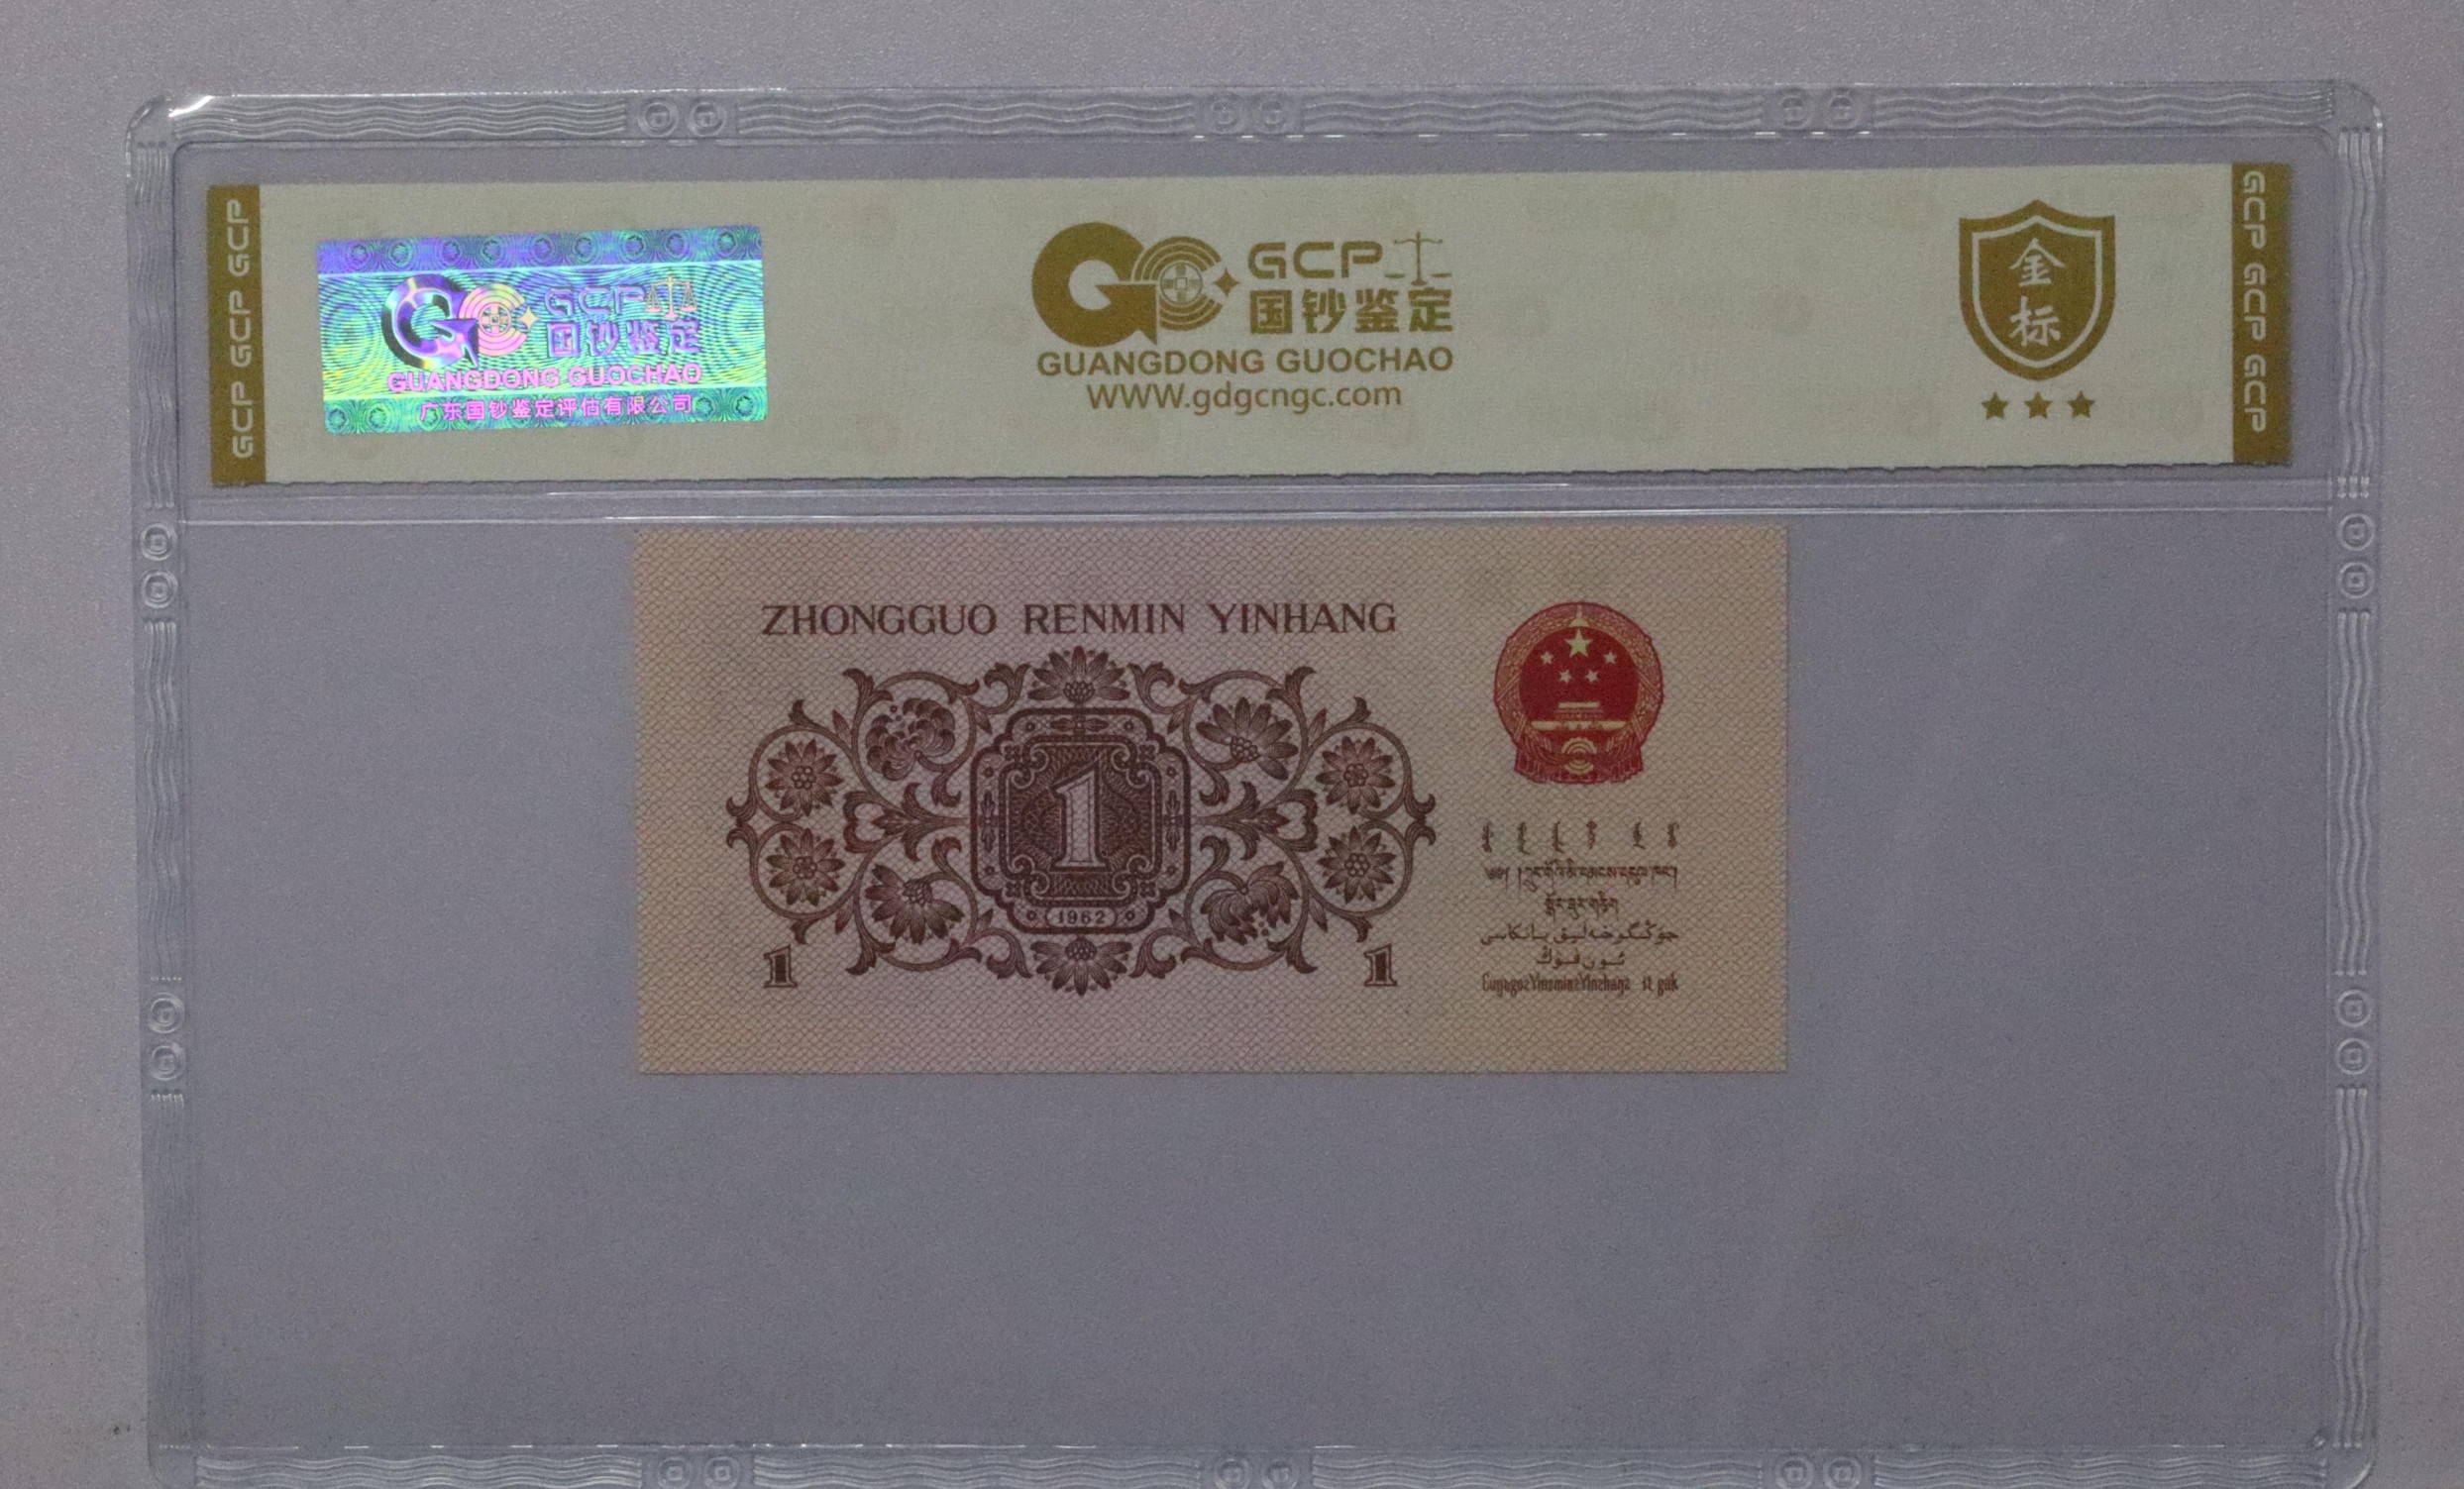 GCP GCP GCP
GCP
国钞鉴定
GUANGDONG GUOCHAO
广东国钞鉴定评估有限公司
GCP
国钞鉴定
GUANGDONG GUOCHAO
WWW.gdgcngc.com
金
标
GCP GCP GCP
ZHONGGUO RENMIN YINHANG
1
1962
1
1